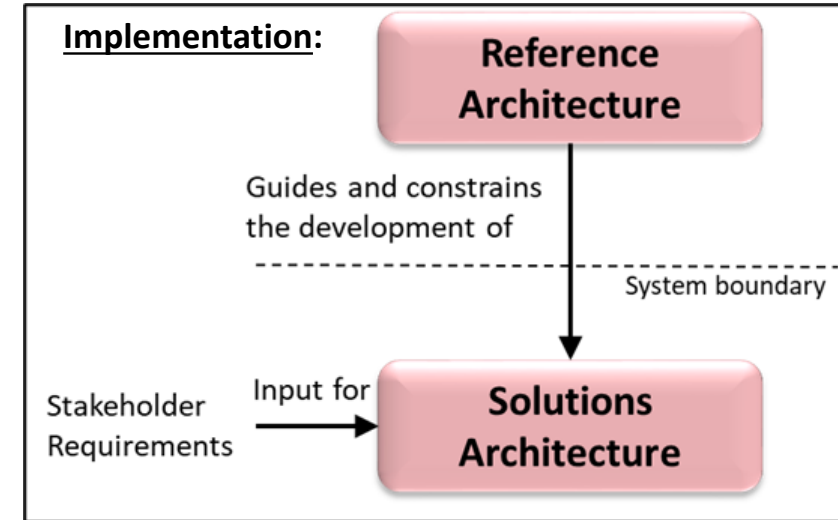 Implementation:
Reference
Architecture
Guides and constrains
the development of
System boundary
Input for
Stakeholder
Requirements
Solutions
Architecture